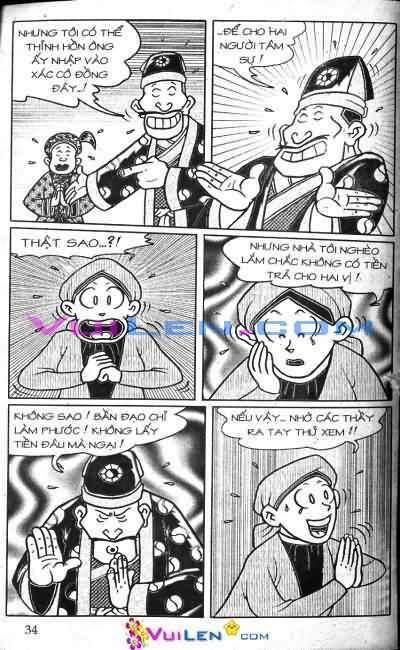 NHƯNG TÔI CÓ THỂ
THỈNH HỒN ÔNG
ẤY NHẬP VÀO
XÁC CÔ ĐỒNG
ĐÂY...!
...ĐỂ CHO HAI
NGƯỜI TÂM
SỰ!
THẬT SAO...?!
NHƯNG NHÀ TÔI NGHÈO
LẮM CHẮC KHÔNG CÓ TIỀN
TRẢ CHO HAI VỊ!
VUILEN.COM
KHÔNG SAO! BẦN ĐẠO CHỈ
LÀM PHƯỚC! KHÔNG LẤY
TIỀN ĐÂU MÀ NGẠI!
NẾU VẬY... NHỜ CÁC THẦY
RA TAY THỬ XEM!!
34
VUILEN.COM